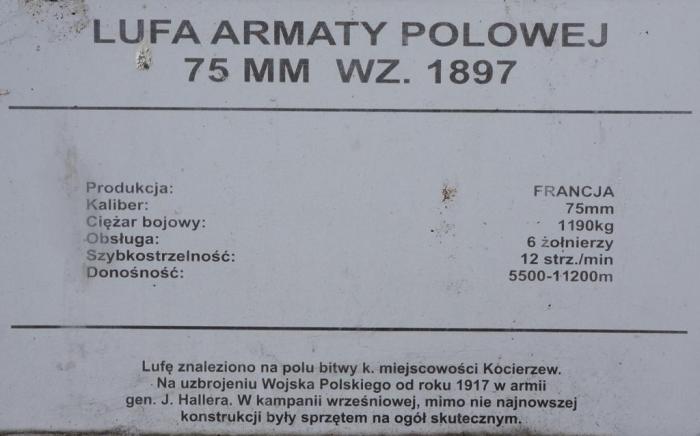 LUFA ARMATY POLOWEJ
75 MM WZ. 1897
Produkcja: FRANCJA
Kaliber: 75mm
Ciężar bojowy: 1190kg
Obsługa: 6 żołnierzy
Szybkostrzelność: 12 strz./min
Donośność: 5500-11200m
Lufę znaleziono na polu bitwy k. miejscowości Kocierzew.
Na uzbrojeniu Wojska Polskiego od roku 1917 w armii
gen. J. Hallera. W kampanii wrześniowej, mimo nie najnowszej
konstrukcji były sprzętem na ogół skutecznym.